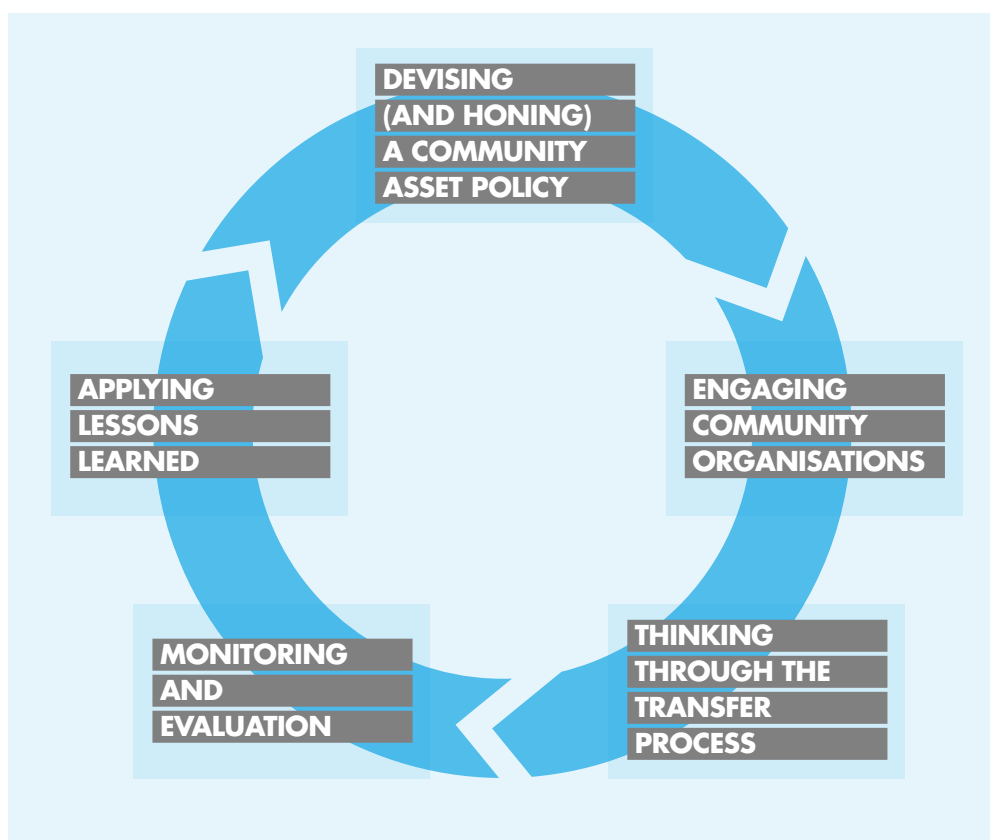 DEVISING
(AND HONING)
A COMMUNITY
ASSET POLICY
ENGAGING
COMMUNITY
ORGANISATIONS
THINKING
THROUGH THE
TRANSFER
PROCESS
MONITORING
AND
EVALUATION
APPLYING
LESSONS
LEARNED